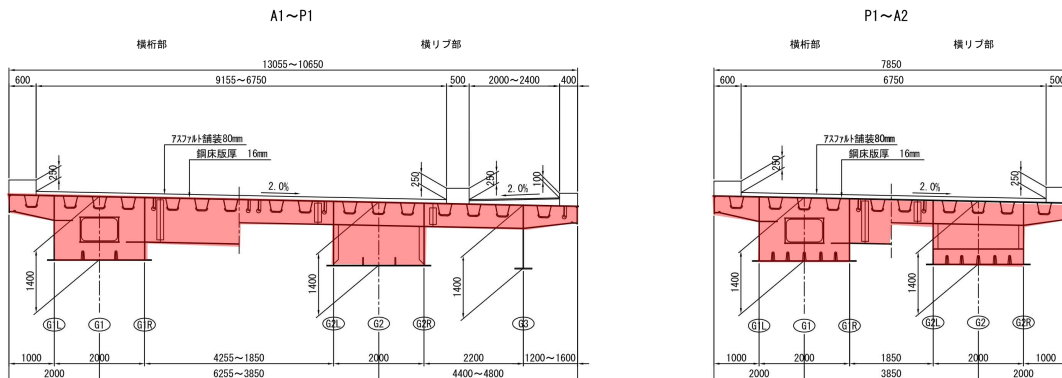 A1～P1
P1～A2
横桁部
横リブ部
横桁部
横リブ部
13055～10650
7850
600
9155～6750
500
2000～2400
400
600
6750
500
アスファルト舗装80mm
鋼床版厚 16mm
2.0%
2.0%
250
250
250
100
アスファルト舗装80mm
鋼床版厚 16mm
2.0%
250
250
1400
1400
1400
1400
1400
G1L
G1
G1R
G2L
G2
G2R
G3
G1L
G1
G1R
G2L
G2
G2R
1000
2000
4255～1850
2000
2200
1200～1600
1000
2000
1850
2000
1000
2000
6255～3850
4400～4800
2000
3850
2000